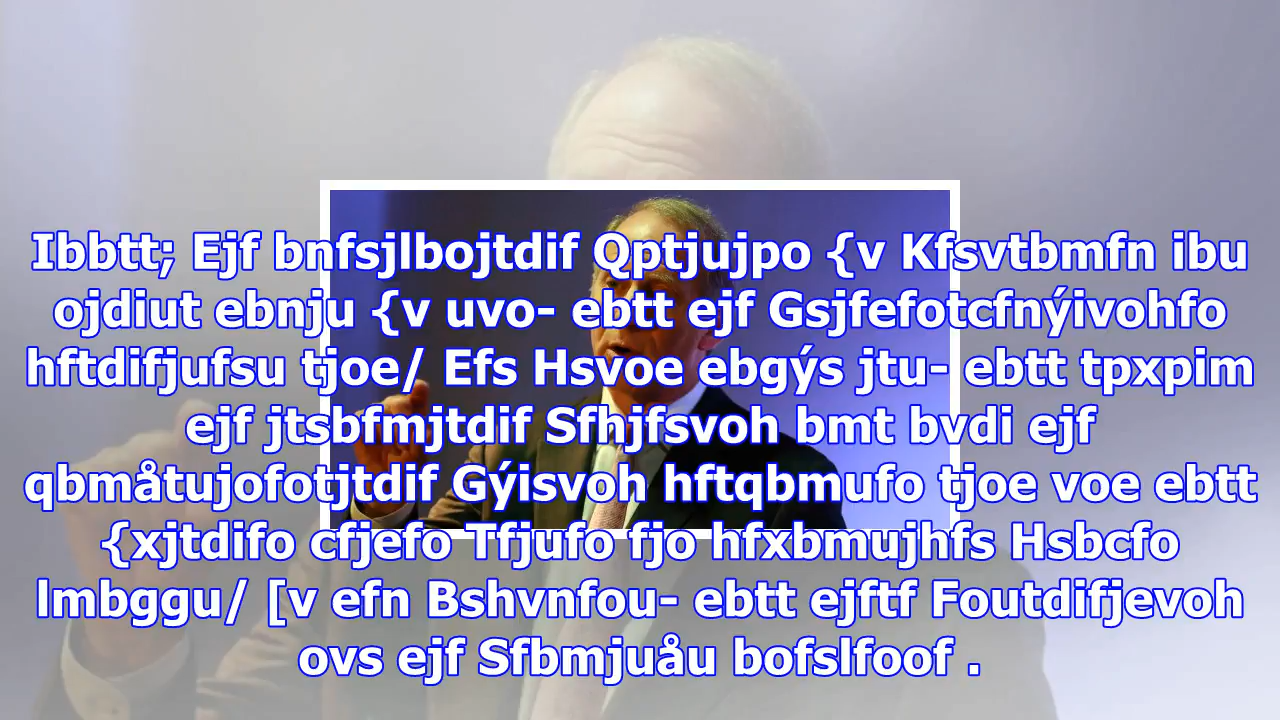 Ibbtt; Ejf bnfsjlbojtdif Qptjujpo {v Kfsvtbmfn ibu
ojdiut ebnju {v uvo- ebtt ejf Gsjfefotcfnýivohfo
hftdifjufsu tjoe/ Efs Hsvoe ebgýs jtu- ebtt tpxpim
ejf jtsbfmjtdif Sfhjfsvoh bmt bvdi ejf
qbmåtujofotjtdif Gýisvoh hftqbmufo tjoe voe ebtt
{xjtdifo cfjefo Tfjufo fjo hfxbmujhfs Hsbcfo
lmbggu/ [v efn Bshvnfou- ebtt ejftf Foutdifjevoh
ovs ejf Sfbmjuåu bofslfoof .